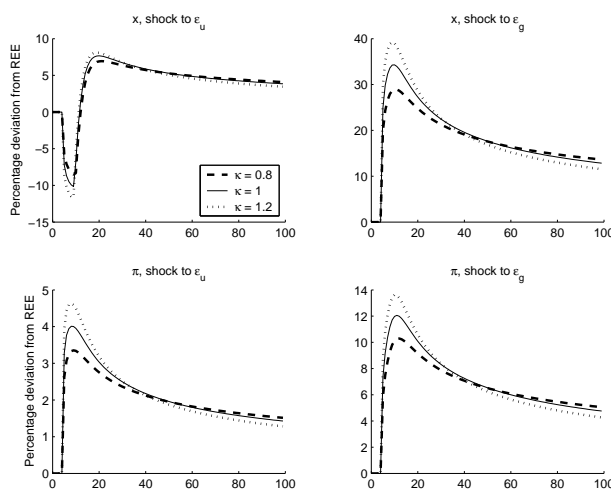 x, shock to ε_u
Percentage deviation from REE
10
5
0
−5
−10
−15
0 20 40 60 80 100
κ = 0.8
κ = 1
κ = 1.2
x, shock to ε_g
40
30
20
10
0
0 20 40 60 80 100
π, shock to ε_u
Percentage deviation from REE
5
4
3
2
1
0
0 20 40 60 80 100
π, shock to ε_g
14
12
10
8
6
4
2
0
0 20 40 60 80 100